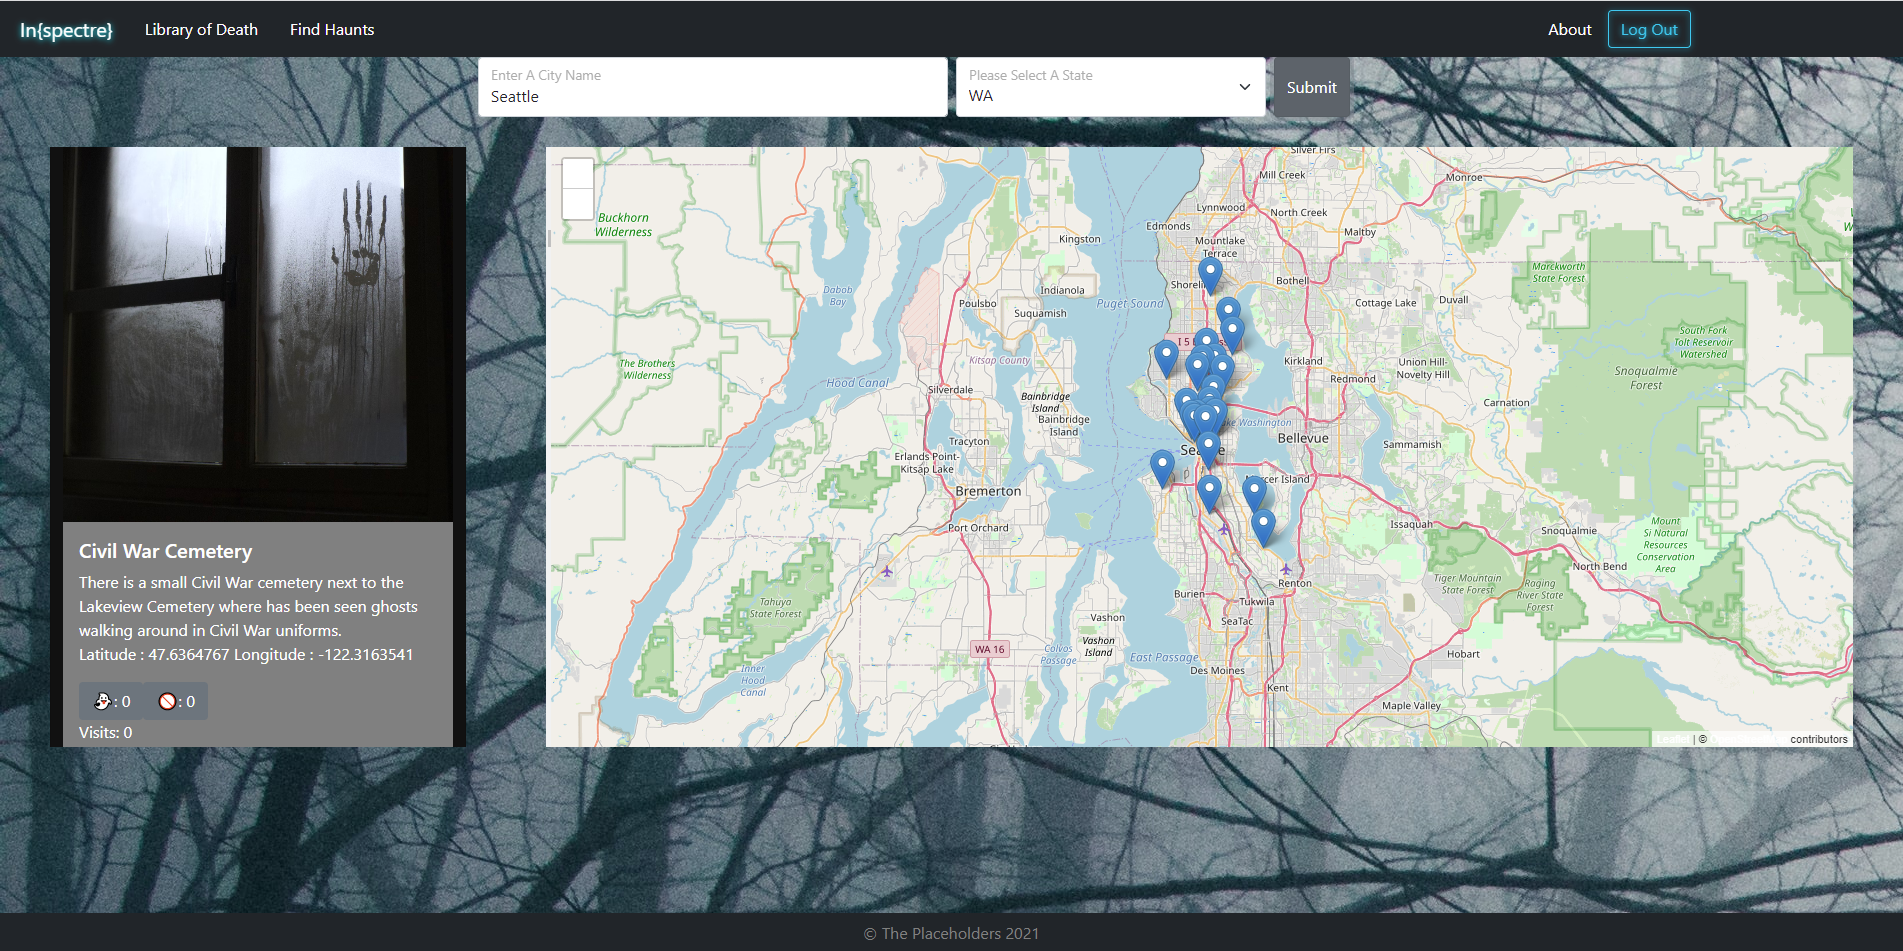 In{spectre}
Library of Death
Find Haunts
About
Log Out
Enter A City Name
Seattle
Please Select A State
WA
Submit
Civil War Cemetery
There is a small Civil War cemetery next to the
Lakeview Cemetery where has been seen ghosts
walking around in Civil War uniforms.
Latitude : 47.6364767 Longitude : -122.3163541
: 0
: 0
Visits: 0
Silver Firs
Mill Creek
Monroe
Lynnwood
North Creek
Buckhorn
Wilderness
Edmonds
Maltby
Kingston
Mountlake
Terrace
Marckworth
State Forest
Bothell
Dabob
Bay
Indianola
Poulsbo
Puget Sound
Cottage Lake
Duvall
Suquamish
South Fork
Tolt Reservoir
Watershed
I 5
Kitsap County
The Brothers
Wilderness
Kirkland
Union Hill-
Novelty Hill
Redmond
Snoqualmie
Forest
Hood Canal
Silverdale
Bainbridge
Island
Bainbridge
Island
Carnation
Washington
Bellevue
Tracyton
Sammamish
Erlands Point-
Kitsap Lake
Bremerton
Island
Port Orchard
Issaquah
Snoqualmie
Mount
Si Natural
Resources
Conservation
Area
North Bend
Tiger Mountain
State Forest
Raging
River State
Forest
Renton
Tahuya
State Forest
Burien
Tukwila
Vashon
SeaTac
Vashon
Island
WA 16
Colvos
Passage
East Passage
Hobart
Inner
Hood
Canal
Des Moines
Kent
Maple Valley
Leaflet | ©
contributors
© The Placeholders 2021